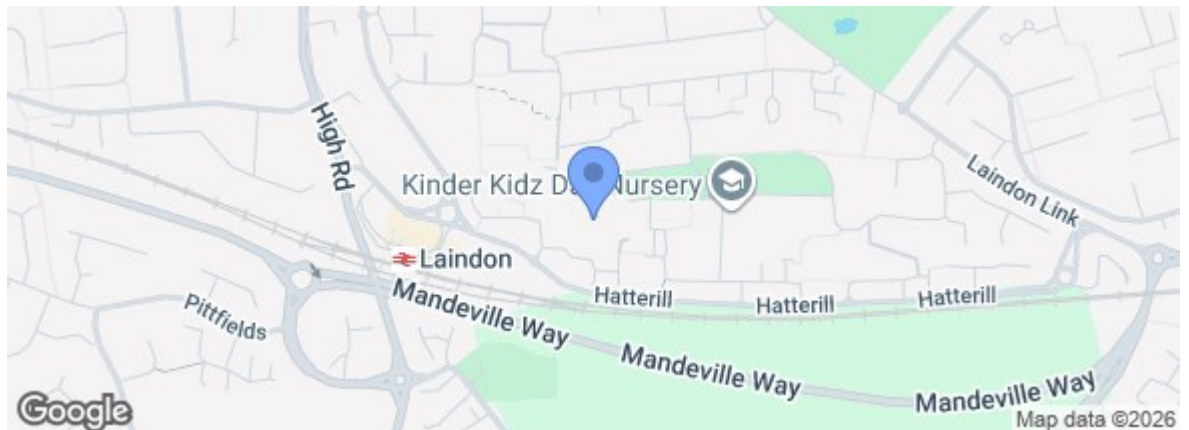 High Rd
Kinder Kidz Da Nursery
Laindon Link
Laindon
Hatterill
Hatterill
Hatterill
Pittfields
Mandeville Way
Mandeville Way
Mandeville Way
Google
Map data ©2026